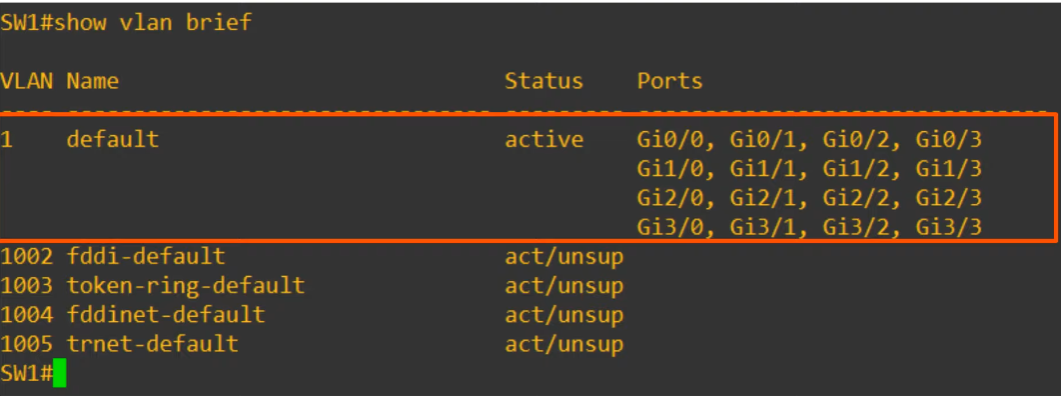 SW1#show vlan brief
VLAN Name                             Status    Ports
---- -------------------------------- --------- -------------------------------
1    default                          active    Gi0/0, Gi0/1, Gi0/2, Gi0/3
                                                Gi1/0, Gi1/1, Gi1/2, Gi1/3
                                                Gi2/0, Gi2/1, Gi2/2, Gi2/3
                                                Gi3/0, Gi3/1, Gi3/2, Gi3/3
1002 fddi-default                     act/unsup
1003 token-ring-default               act/unsup
1004 fddinet-default                  act/unsup
1005 trnet-default                    act/unsup
SW1#